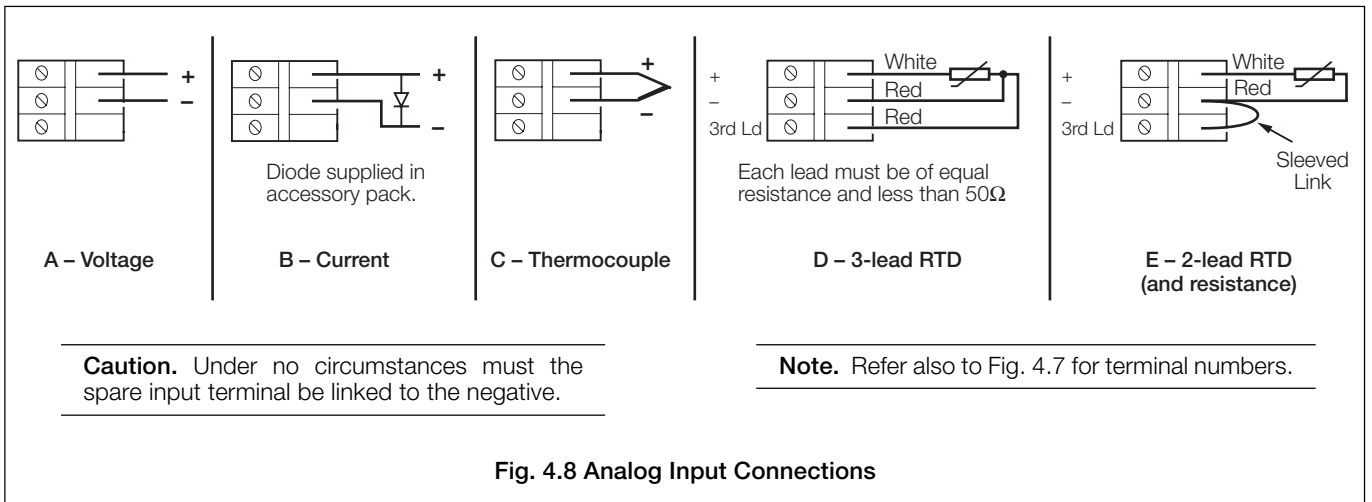 +
–
+
–
Diode supplied in
accessory pack.
+
–
+
–
3rd Ld
White
Red
Red
Each lead must be of equal
resistance and less than 50Ω
+
–
3rd Ld
White
Red
Sleeved
Link
A – Voltage
B – Current
C – Thermocouple
D – 3-lead RTD
E – 2-lead RTD
(and resistance)
Caution. Under no circumstances must the
spare input terminal be linked to the negative.
Note. Refer also to Fig. 4.7 for terminal numbers.
Fig. 4.8 Analog Input Connections